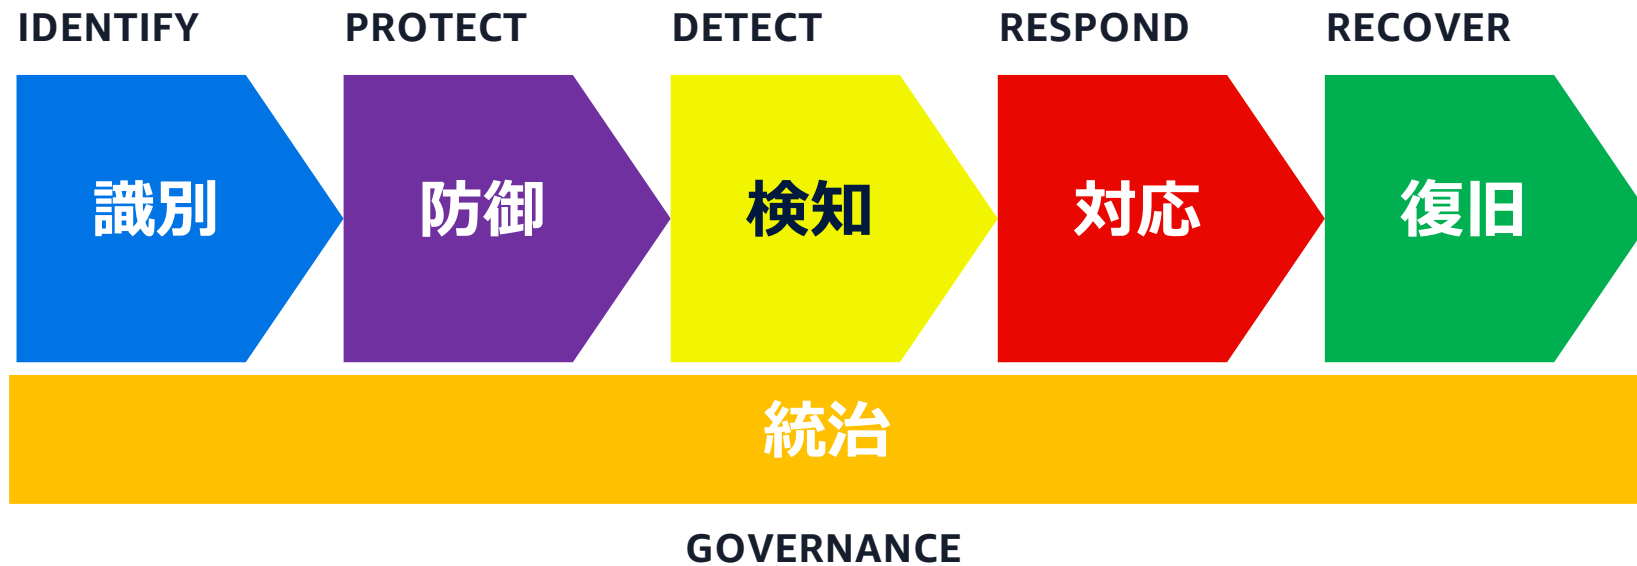 IDENTIFY PROTECT DETECT RESPOND RECOVER
識別 防御 検知 対応 復旧
統治
GOVERNANCE